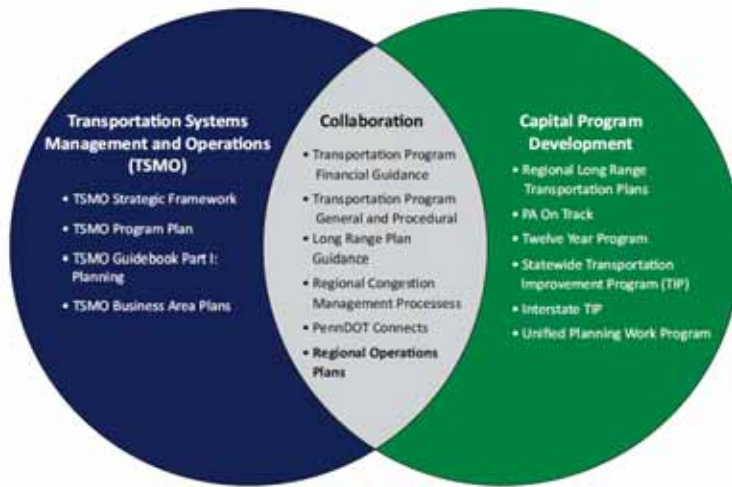 Transportation Systems
Management and Operations
(TSMO)
• TSMO Strategic Framework
• TSMO Program Plan
• TSMO Guidebook Part I:
Planning
• TSMO Business Area Plans
Collaboration
• Transportation Program
Financial Guidance
• Transportation Program
General and Procedural
• Long Range Plan
Guidance
• Regional Congestion
Management Processess
• PennDOT Connects
• Regional Operations
Plans
Capital Program
Development
• Regional Long Range
Transportation Plans
• PA On Track
• Twelve Year Program
• Statewide Transportation
Improvement Program (TIP)
• Interstate TIP
• Unified Planning Work Program